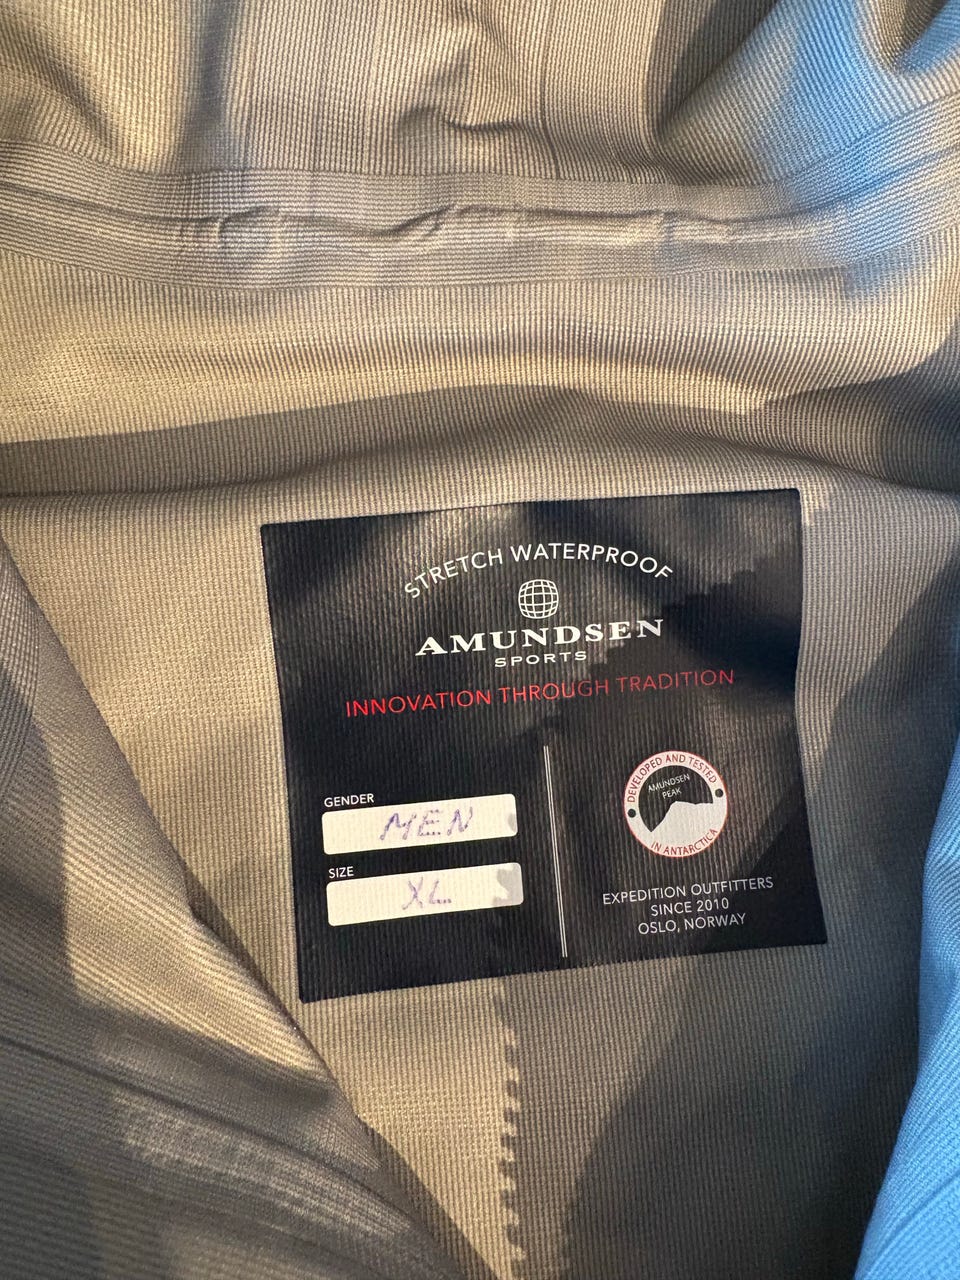 STRETCH WATERPROOF
AMUNDSEN
SPORTS
INNOVATION THROUGH TRADITION
GENDER
MEN
SIZE
XL
DEVELOPED AND TESTED
AMUNDSEN
PEAK
IN ANTARCTICA
EXPEDITION OUTFITTERS
SINCE 2010
OSLO, NORWAY